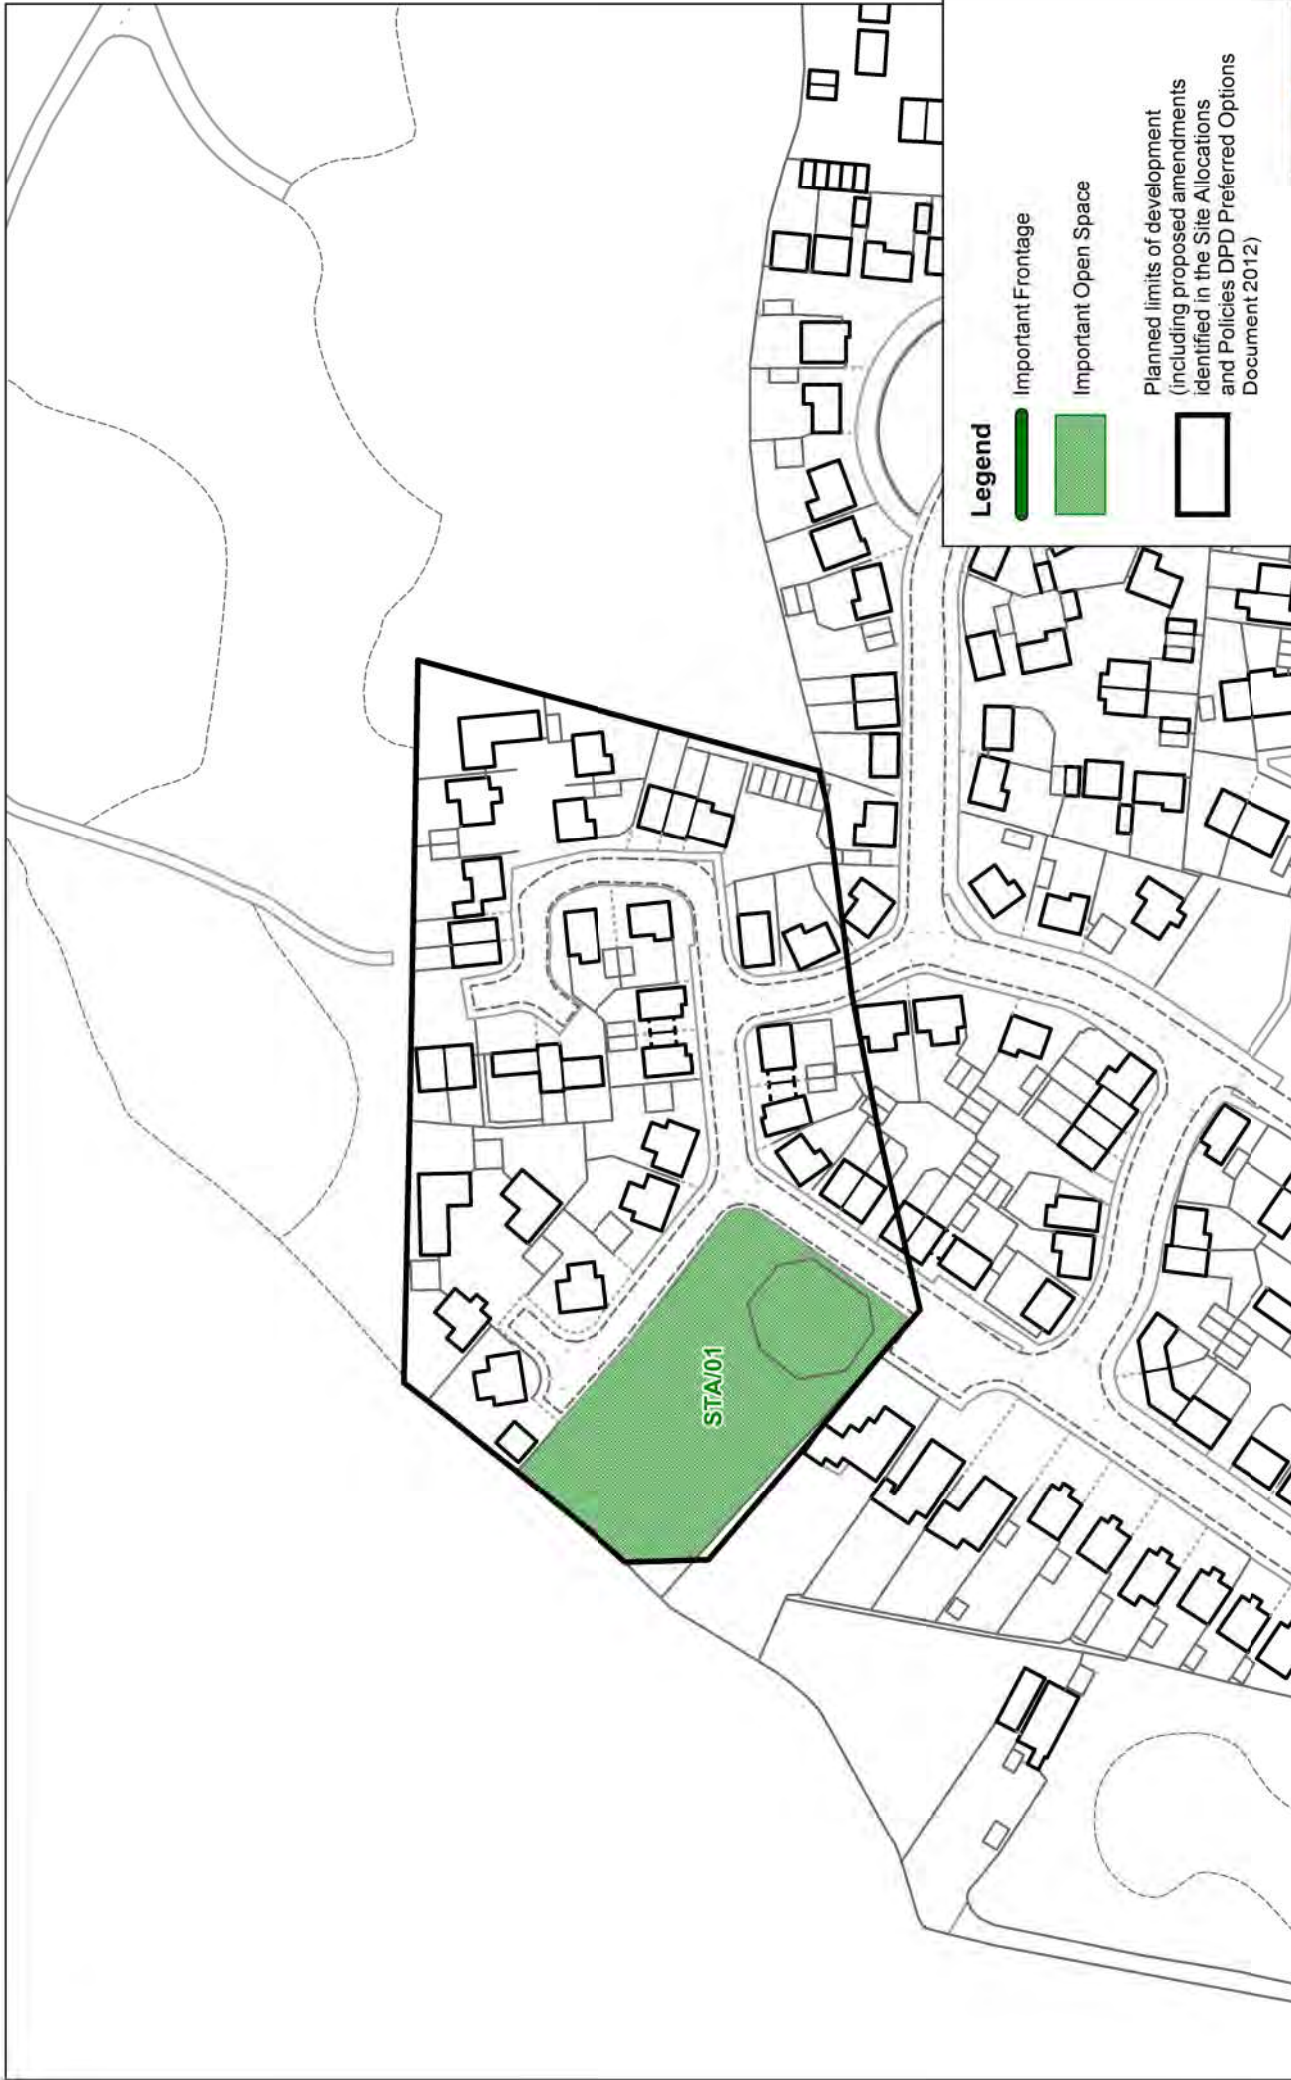 STA/01
Legend
Important Frontage
Important Open Space
Planned limits of development
(including proposed amendments
identified in the Site Allocations
and Policies DPD Preferred Options
Document 2012)